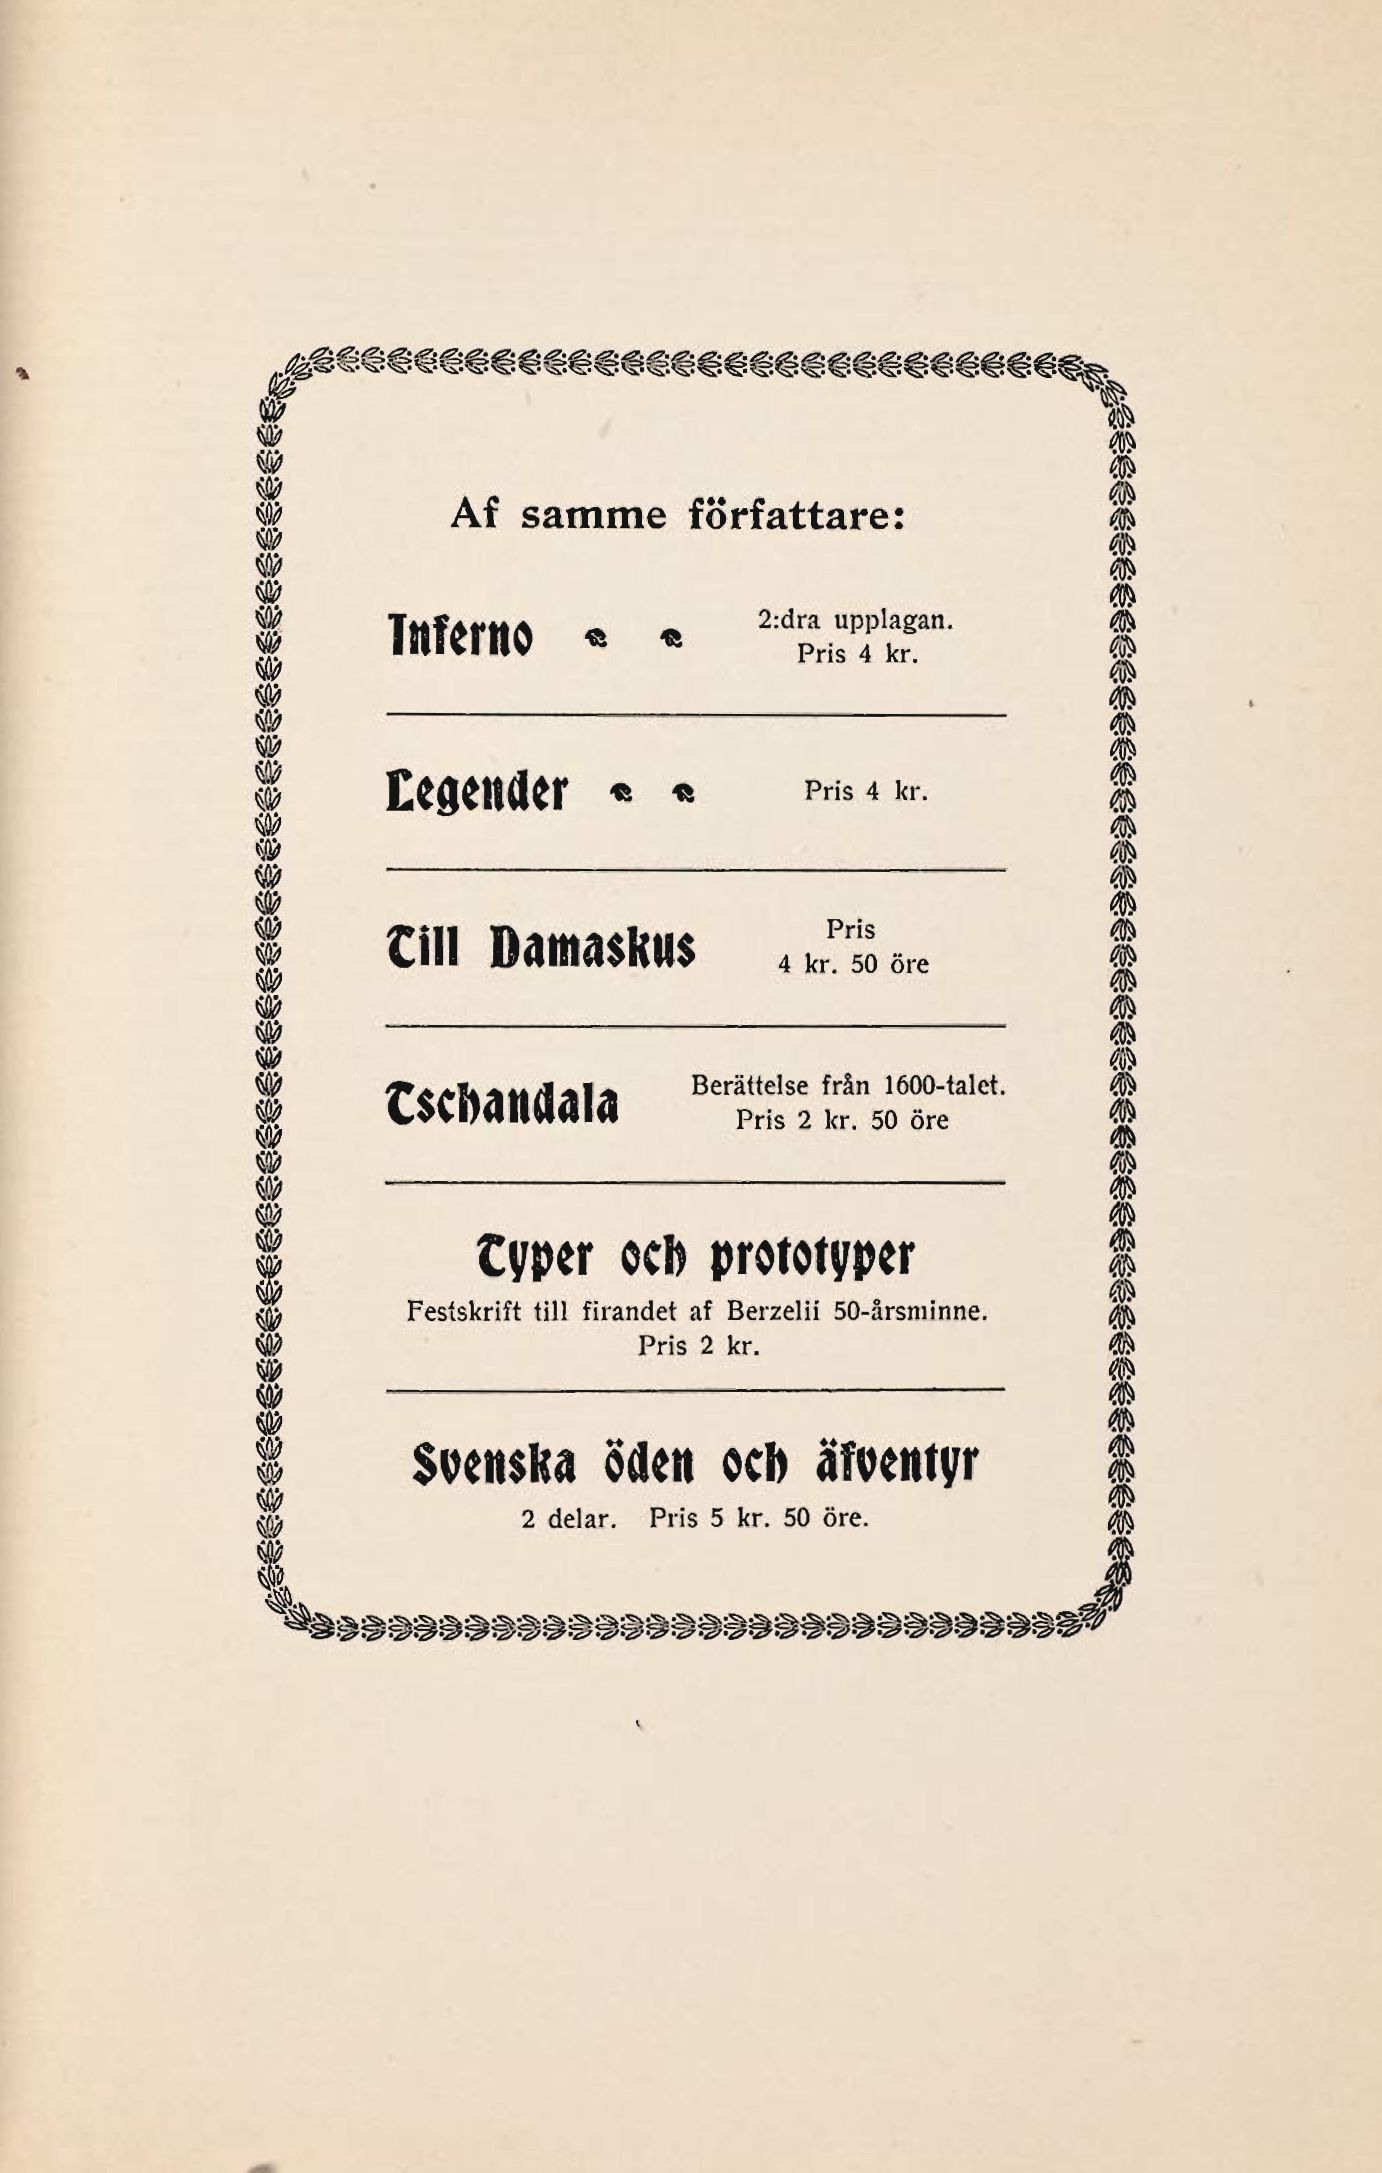 Af samme författare:
Inferno
2:dra upplagan.
Pris 4 kr.
Legender
Pris 4 kr.
Till Damaskus
Pris
4 kr. 50 öre
Tschandala
Berättelse från 1600-talet.
Pris 2 kr. 50 öre
Typer och prototyper
Festskrift till firandet af Berzelii 50-årsminne.
Pris 2 kr.
Svenska öden och äfventyr
2 delar. Pris 5 kr. 50 öre.